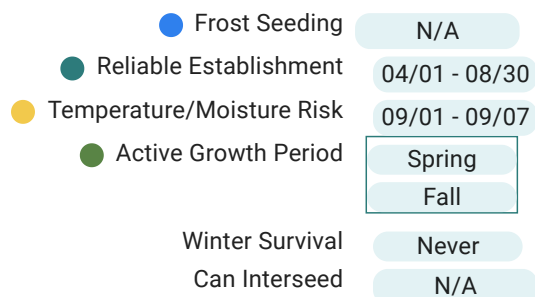 Frost Seeding N/A
Reliable Establishment 04/01 - 08/30
Temperature/Moisture Risk 09/01 - 09/07
Active Growth Period Spring
Fall
Winter Survival Never
Can Interseed N/A